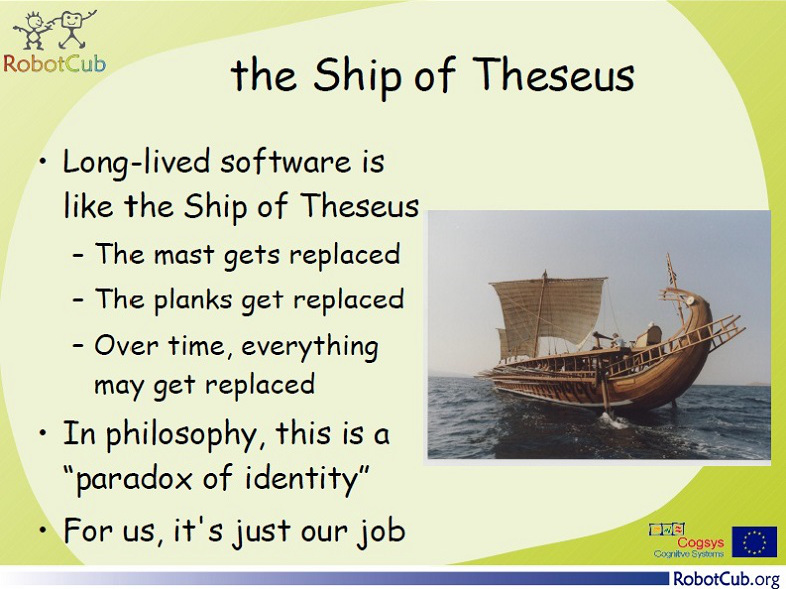 RobotCub
the Ship of Theseus
• Long-lived software is
like the Ship of Theseus
– The mast gets replaced
– The planks get replaced
– Over time, everything
may get replaced
• In philosophy, this is a
“paradox of identity”
• For us, it's just our job
Cogsys
Cognitive Systems
RobotCub.org